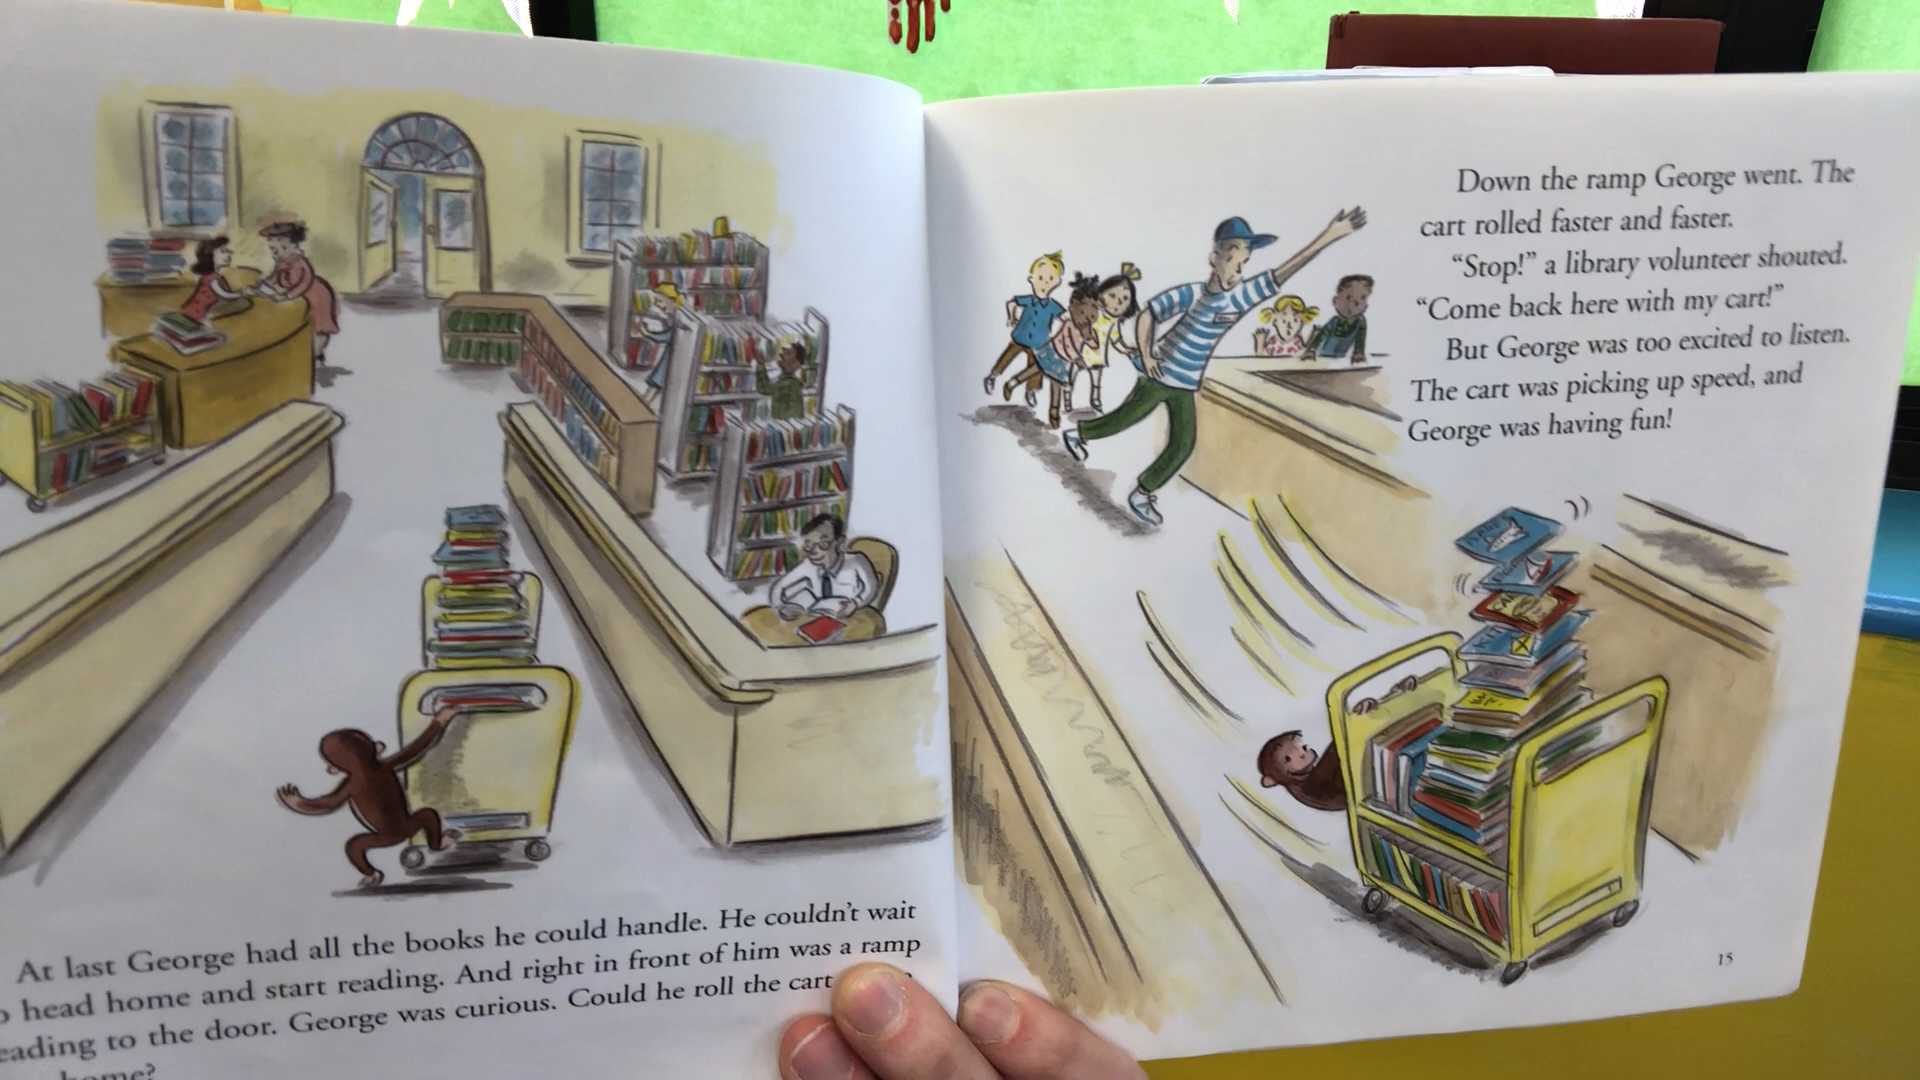 At last George had all the books he could handle. He couldn't wait
head home and start reading. And right in front of him was a ramp
eading to the door. George was curious. Could he roll the cart
home?
Down the ramp George went. The
cart rolled faster and faster.
“Stop!” a library volunteer shouted.
“Come back here with my cart!”
But George was too excited to listen.
The cart was picking up speed, and
George was having fun!
15